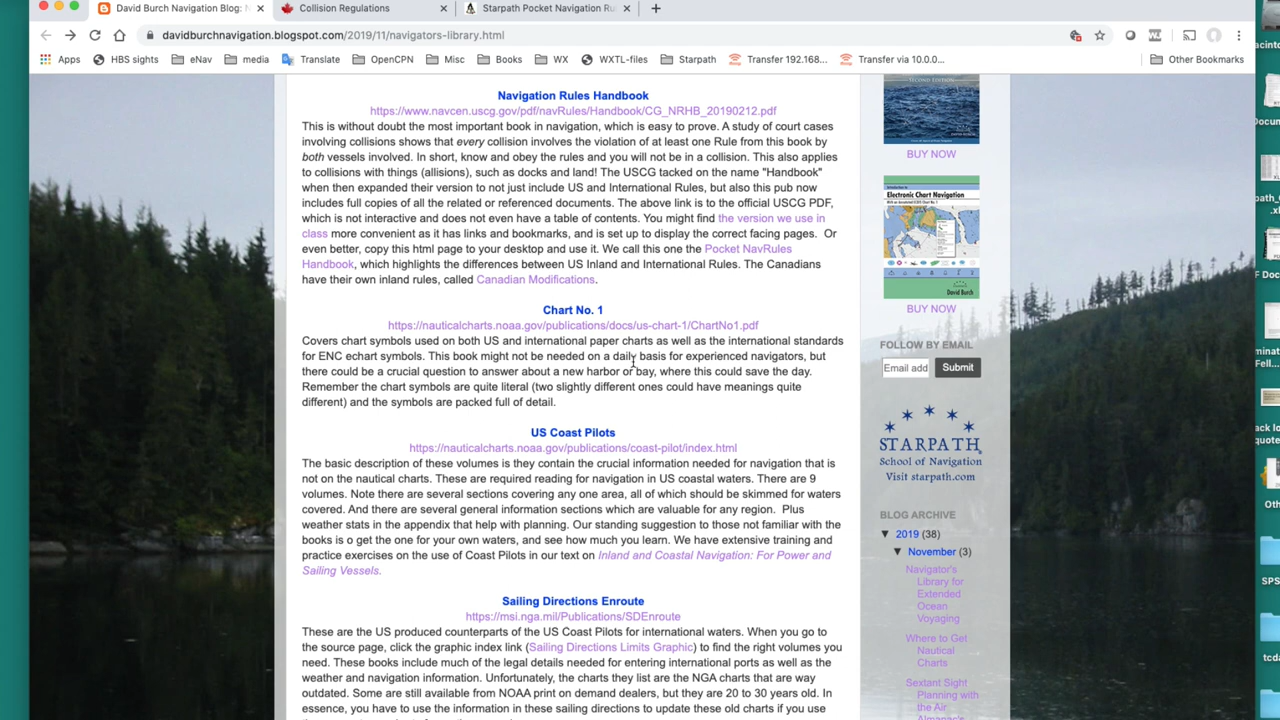 David Burch Navigation Blog: N
Collision Regulations
Starpath Pocket Navigation Ru
davidburchnavigation.blogspot.com/2019/11/navigators-library.html
Apps HBS sights eNav media Translate OpenCPN Misc Books WX WXTL-files Starpath Transfer 192.168... Transfer via 10.0.0... Other Bookmarks
Navigation Rules Handbook
https://www.navcen.uscg.gov/pdf/navRules/Handbook/CG_NRHB_20190212.pdf
This is without doubt the most important book in navigation, which is easy to prove. A study of court cases
involving collisions shows that every collision involves the violation of at least one Rule from this book by
both vessels involved. In short, know and obey the rules and you will not be in a collision. This also applies
to collisions with things (allisions), such as docks and land! The USCG tacked on the name "Handbook"
when then expanded their version to not just include US and International Rules, but also this pub now
includes full copies of all the related or referenced documents. The above link is to the official USCG PDF,
which is not interactive and does not even have a table of contents. You might find the version we use in
class more convenient as it has links and bookmarks, and is set up to display the correct facing pages. Or
even better, copy this html page to your desktop and use it. We call this one the Pocket NavRules
Handbook, which highlights the differences between US Inland and International Rules. The Canadians
have their own inland rules, called Canadian Modifications.
Chart No. 1
https://nauticalcharts.noaa.gov/publications/docs/us-chart-1/ChartNo1.pdf
Covers chart symbols used on both US and international paper charts as well as the international standards
for ENC echart symbols. This book might not be needed on a daily basis for experienced navigators, but
there could be a crucial question to answer about a new harbor or bay, where this could save the day.
Remember the chart symbols are quite literal (two slightly different ones could have meanings quite
different) and the symbols are packed full of detail.
US Coast Pilots
https://nauticalcharts.noaa.gov/publications/coast-pilot/index.html
The basic description of these volumes is they contain the crucial information needed for navigation that is
not on the nautical charts. These are required reading for navigation in US coastal waters. There are 9
volumes. Note there are several sections covering any one area, all of which should be skimmed for waters
covered. And there are several general information sections which are valuable for any region. Plus
weather stats in the appendix that help with planning. Our standing suggestion to those not familiar with the
books is o get the one for your own waters, and see how much you learn. We have extensive training and
practice exercises on the use of Coast Pilots in our text on Inland and Coastal Navigation: For Power and
Sailing Vessels.
Sailing Directions Enroute
https://msi.nga.mil/Publications/SDEnroute
These are the US produced counterparts of the US Coast Pilots for international waters. When you go to
the source page, click the graphic index link (Sailing Directions Limits Graphic) to find the right volumes you
need. These books include much of the legal details needed for entering international ports as well as the
weather and navigation information. Unfortunately, the charts they list are the NGA charts that are way
outdated. Some are still available from NOAA print on demand dealers, but they are 20 to 30 years old. In
essence, you have to use the information in these sailing directions to update these old charts if you use
BUY NOW
Electronic Chart Navigation
David Burch
BUY NOW
FOLLOW BY EMAIL
Email add
Submit
STARPATH
School of Navigation
Visit starpath.com
BLOG ARCHIVE
▼ 2019 (38)
▼ November (3)
Navigator's
Library for
Extended
Ocean
Voyaging
Where to Get
Nautical
Charts
Sextant Sight
Planning with
the Air
Almanac's